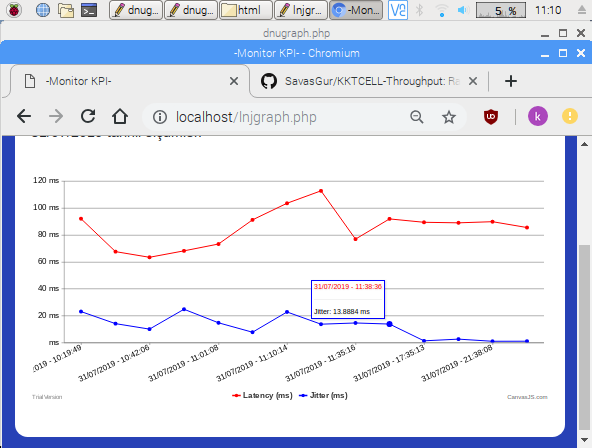 dnug...
dnug...
html
lnjgr...
-Mon...
V2
5 %
11:10
dnugraph.php
-Monitor KPI- - Chromium
-Monitor KPI-
SavasGur/KKTCELL-Throughput: Ra
k
localhost/lnjgraph.php
120 ms
100 ms
80 ms
60 ms
40 ms
20 ms
ms
31/07/2019 - 11:38:36
Jitter: 13.8884 ms
:019 - 10:19:49
31/07/2019 - 10:42:06
31/07/2019 - 11:01:08
31/07/2019 - 11:10:14
31/07/2019 - 11:35:16
31/07/2019 - 17:35:13
31/07/2019 - 21:38:08
Latency (ms)
Jitter (ms)
Trial Version
CanvasJS.com